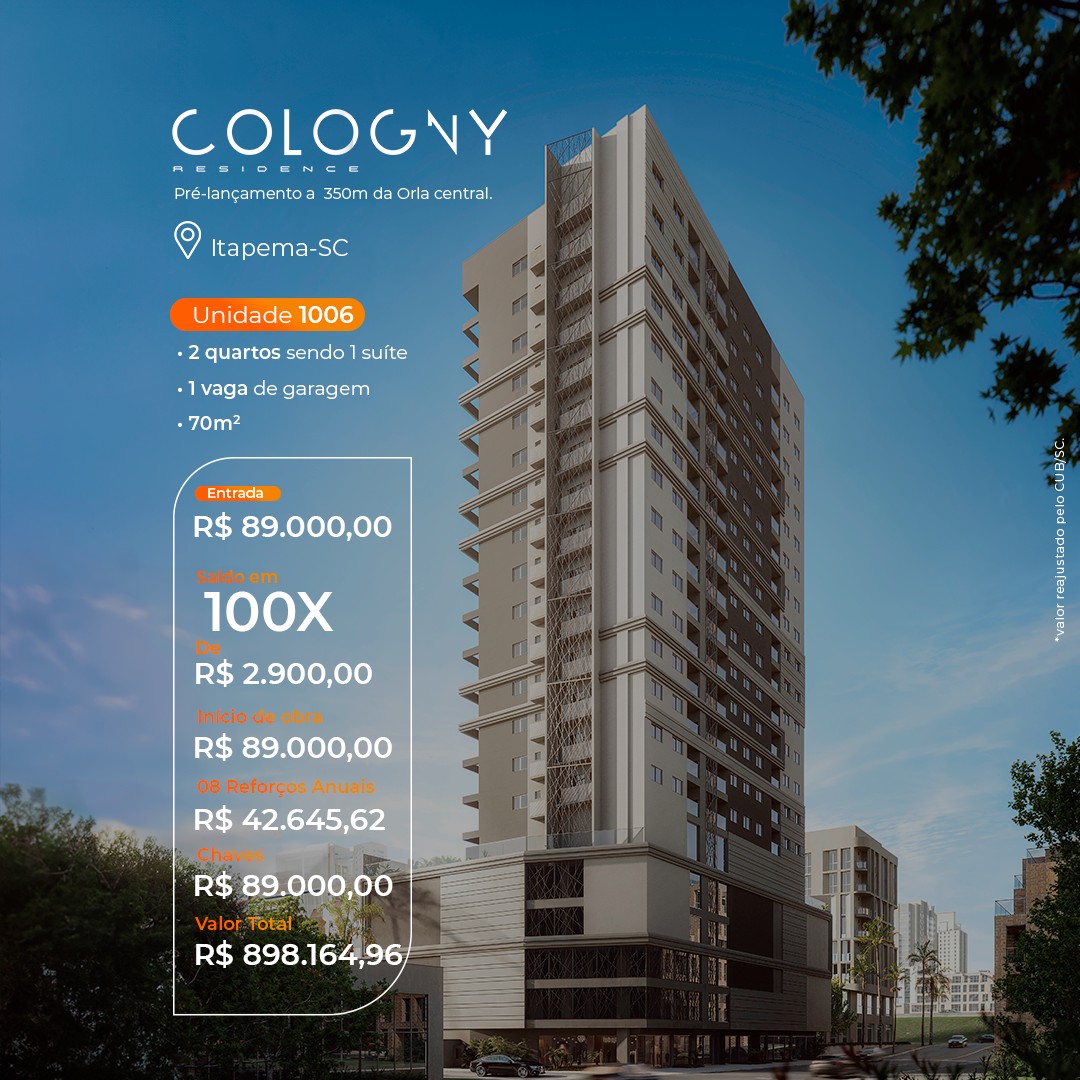 COLOGNY
RESIDENCE
Pré-lançamento a 350m da Orla central.
Itapema-SC
Unidade 1006
• 2 quartos sendo 1 suíte
• 1 vaga de garagem
• 70m²
Entrada
R$ 89.000,00
Saldo em
100X
De
R$ 2.900,00
Início de obra
R$ 89.000,00
08 Reforços Anuais
R$ 42.645,62
Chaves
R$ 89.000,00
Valor Total
R$ 898.164,96
*valor reajustado pelo CUB/SC.